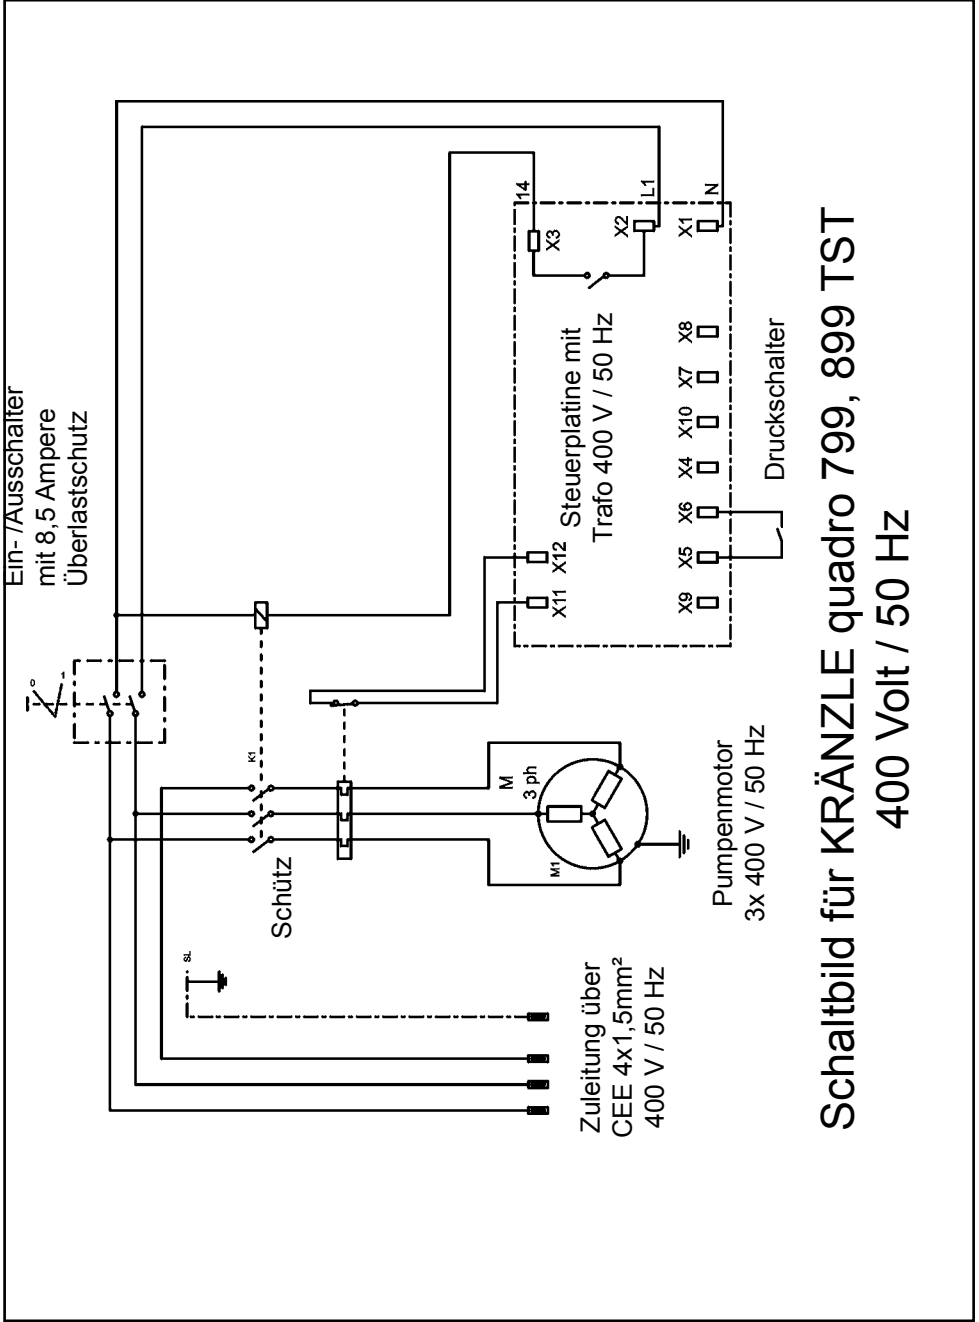 Ein- /Ausschalter
mit 8,5 Ampere
Überlastschutz
0
1
K1
Schütz
SL
M
3 ph
M1
14
L1
N
X3
X2
X1
Steuerplatine mit
Trafo 400 V / 50 Hz
X12
X11
X8
X7
X10
X4
X6
X5
X9
Druckschalter
Pumpenmotor
3x 400 V / 50 Hz
Zuleitung über
CEE 4x1,5mm²
400 V / 50 Hz
Schaltbild für KRÄNZLE quadro 799, 899 TST
400 Volt / 50 Hz